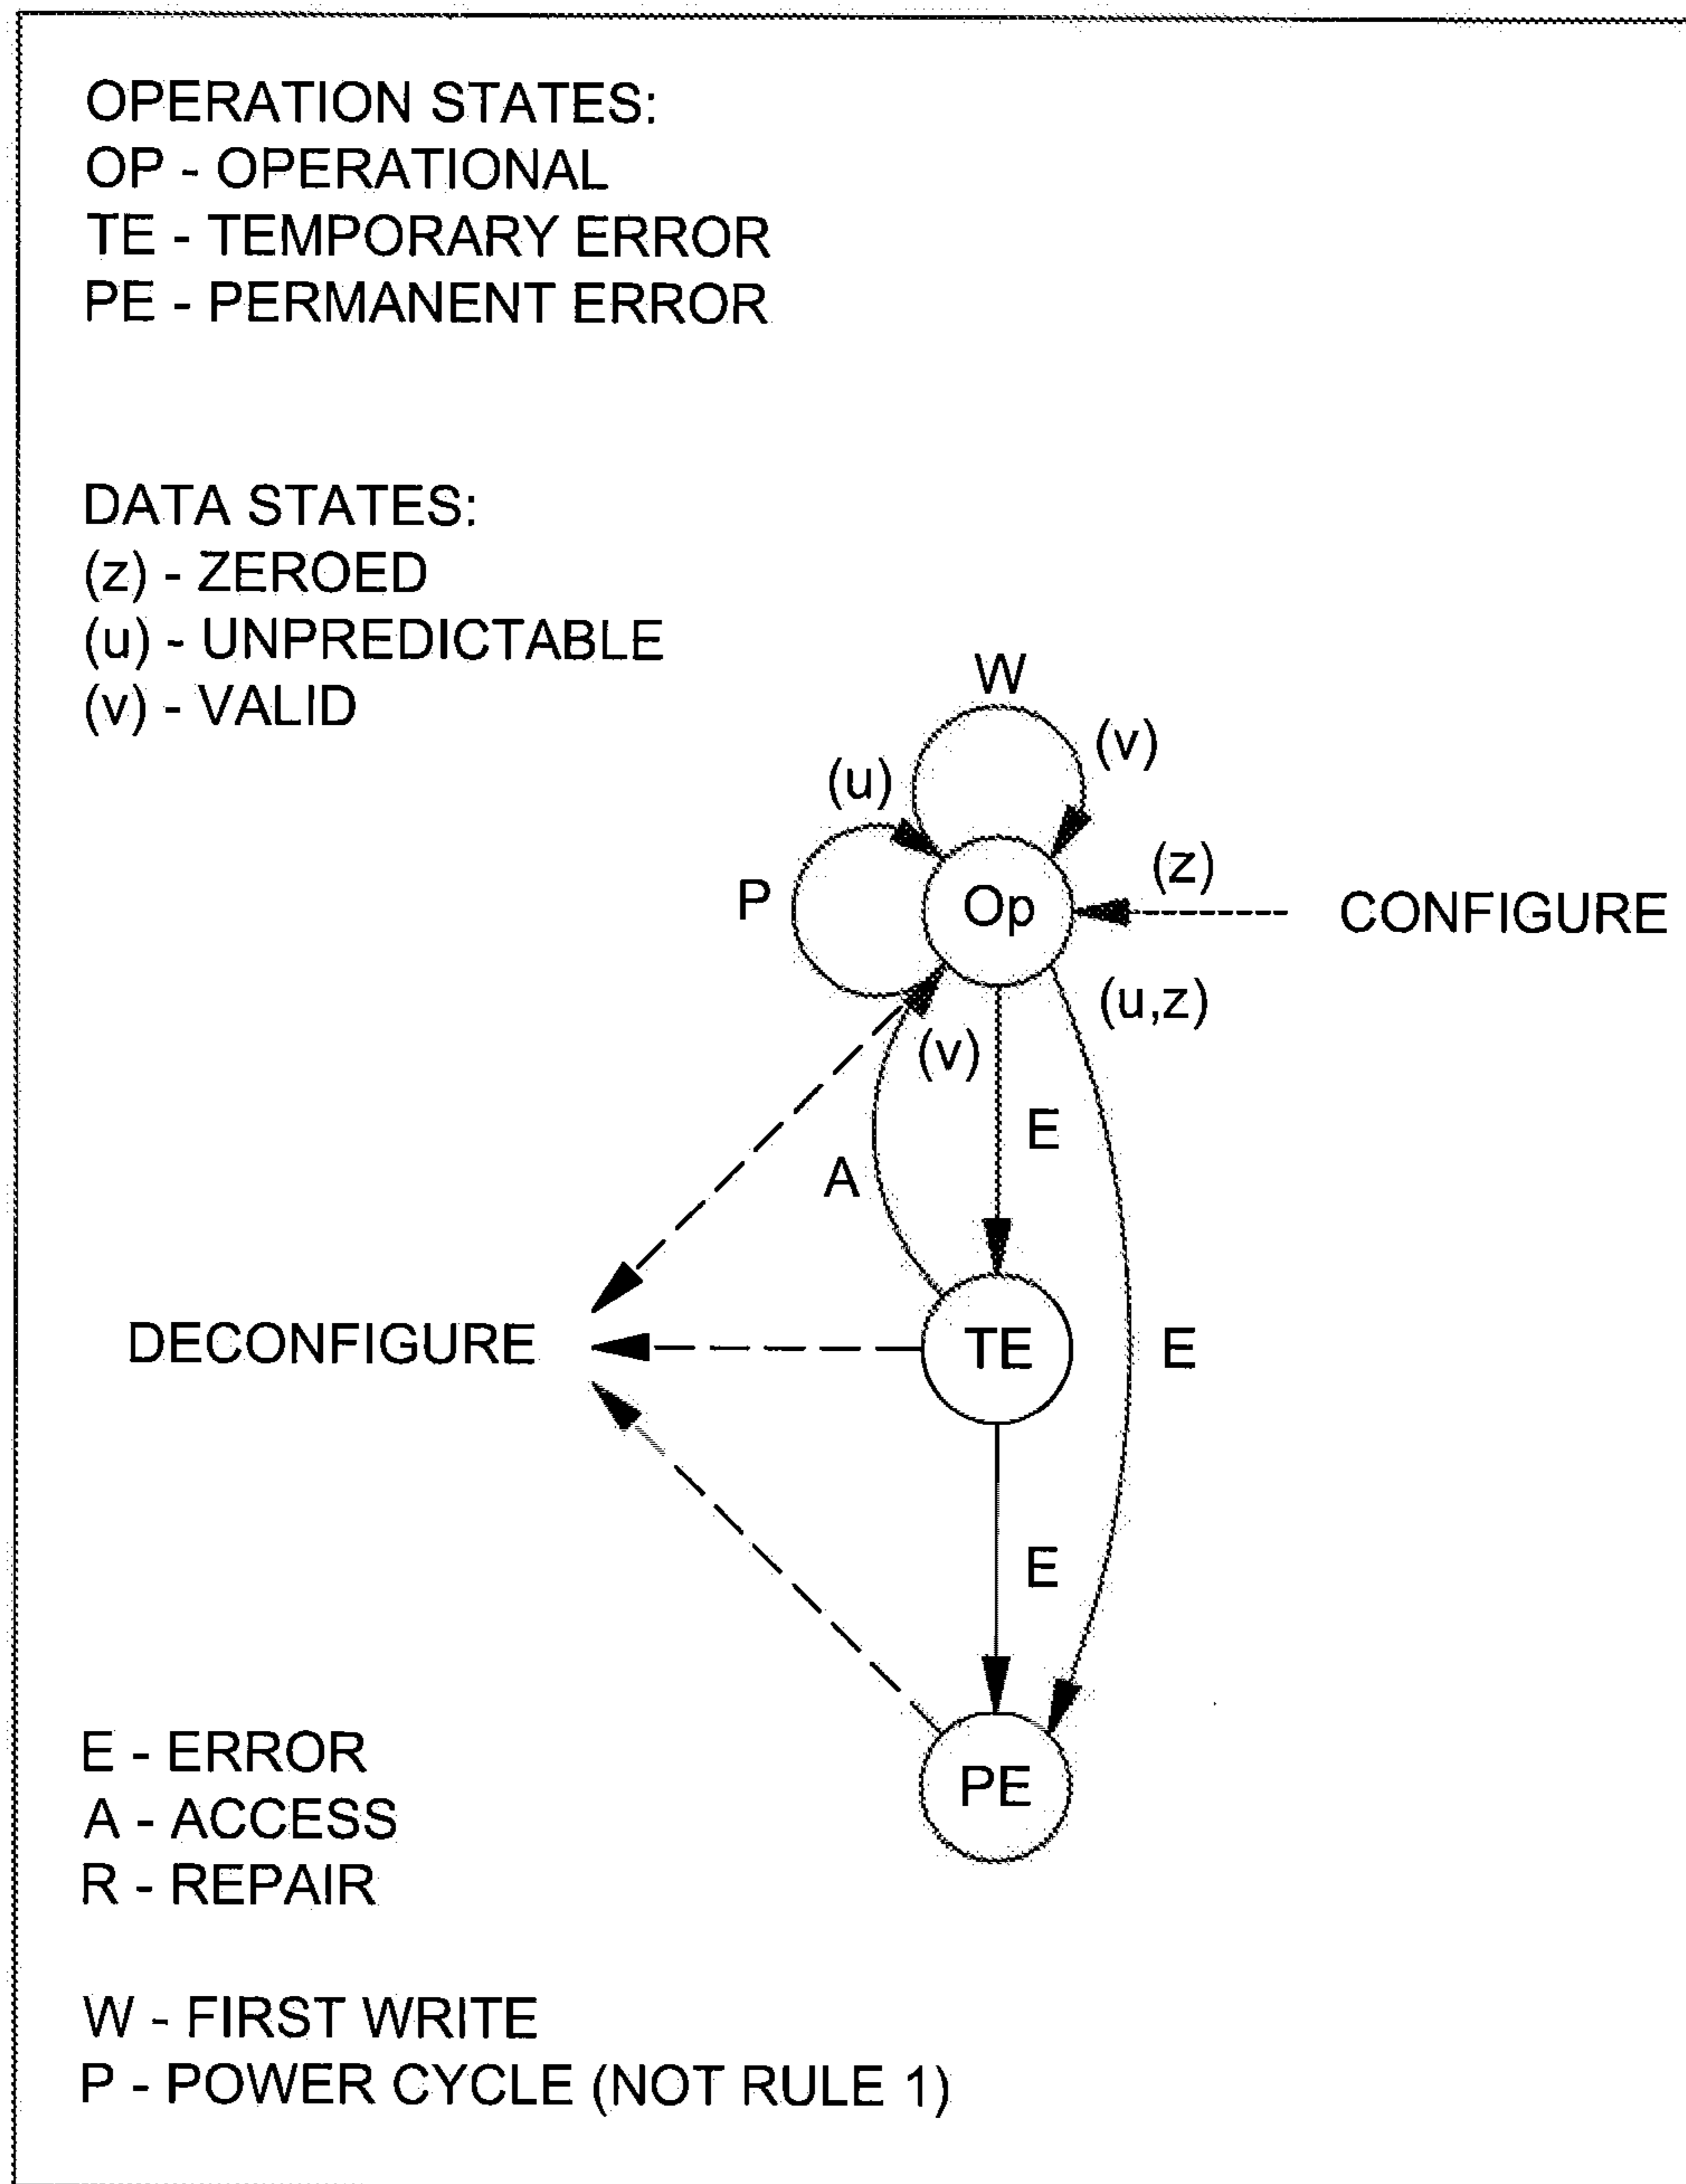 OPERATION STATES:
OP - OPERATIONAL
TE - TEMPORARY ERROR
PE - PERMANENT ERROR
DATA STATES:
(z) - ZEROED
(u) - UNPREDICTABLE
(v) - VALID
W
(v)
(u)
(z)
P
Op
CONFIGURE
(u,z)
(v)
E
A
DECONFIGURE
TE
E
E
PE
E - ERROR
A - ACCESS
R - REPAIR
W - FIRST WRITE
P - POWER CYCLE (NOT RULE 1)